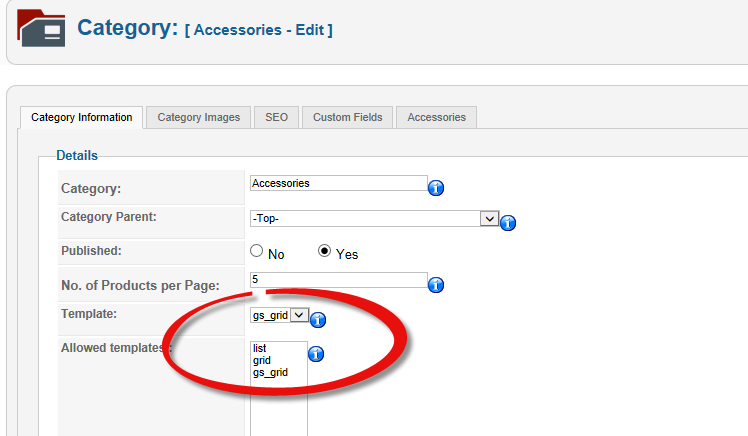 Category: [ Accessories - Edit ]
Category Information Category Images SEO Custom Fields Accessories
Details
Category: Accessories
Category Parent: -Top-
Published: No Yes
No. of Products per Page: 5
Template: gs_grid
Allowed templates: list
grid
gs_grid